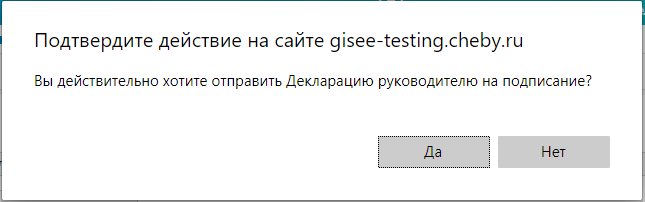 Подтвердите действие на сайте gisee-testing.cheby.ru
Вы действительно хотите отправить Декларацию руководителю на подписание?
Да
Нет